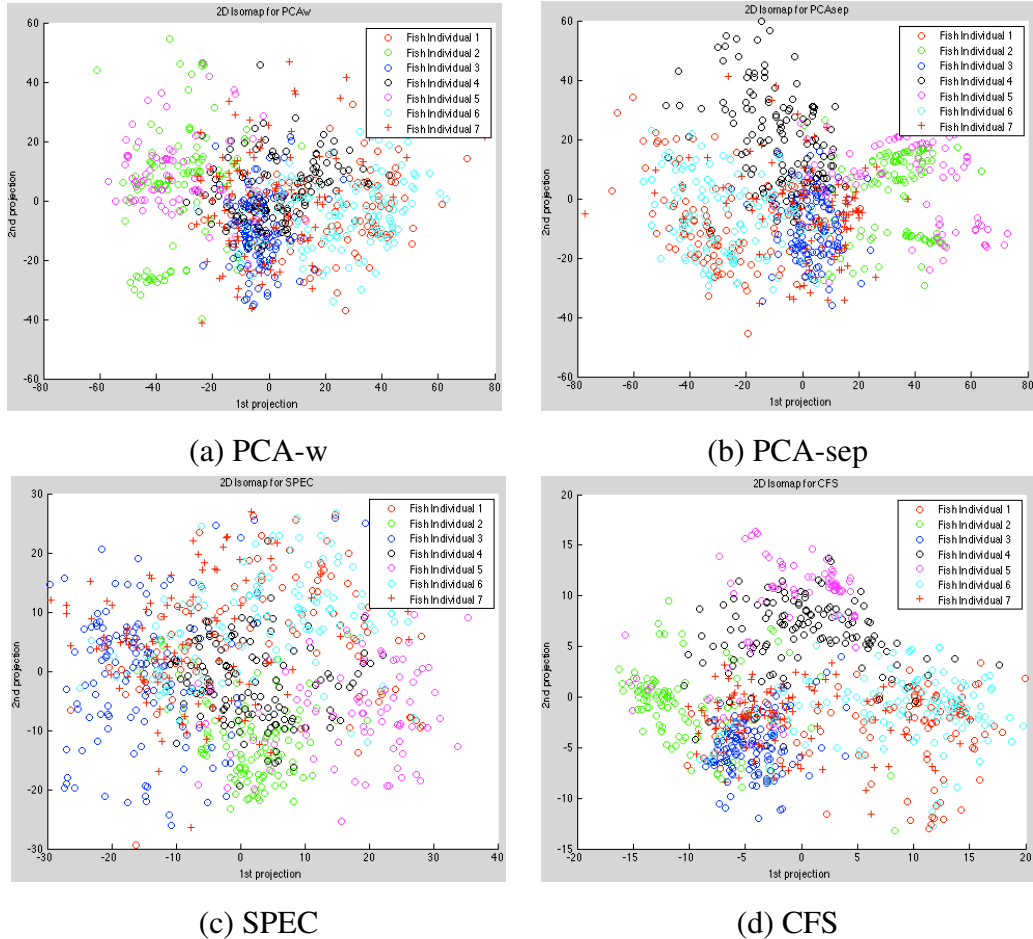 2D Isomap for PCAw
60
40
20
0
-20
-40
-60
-80
-60
-40
-20
0
20
40
60
80
2nd projection
1st projection
Fish Individual 1
Fish Individual 2
Fish Individual 3
Fish Individual 4
Fish Individual 5
Fish Individual 6
Fish Individual 7
(a) PCA-w
2D Isomap for PCAsep
60
40
20
0
-20
-40
-60
-80
-60
-40
-20
0
20
40
60
80
2nd projection
1st projection
Fish Individual 1
Fish Individual 2
Fish Individual 3
Fish Individual 4
Fish Individual 5
Fish Individual 6
Fish Individual 7
(b) PCA-sep
2D Isomap for SPEC
30
20
10
0
-10
-20
-30
-30
-20
-10
0
10
20
30
40
2nd projection
1st projection
Fish Individual 1
Fish Individual 2
Fish Individual 3
Fish Individual 4
Fish Individual 5
Fish Individual 6
Fish Individual 7
(c) SPEC
2D Isomap for CFS
20
15
10
5
0
-5
-10
-15
-20
-15
-10
-5
0
5
10
15
20
2nd projection
1st projection
Fish Individual 1
Fish Individual 2
Fish Individual 3
Fish Individual 4
Fish Individual 5
Fish Individual 6
Fish Individual 7
(d) CFS